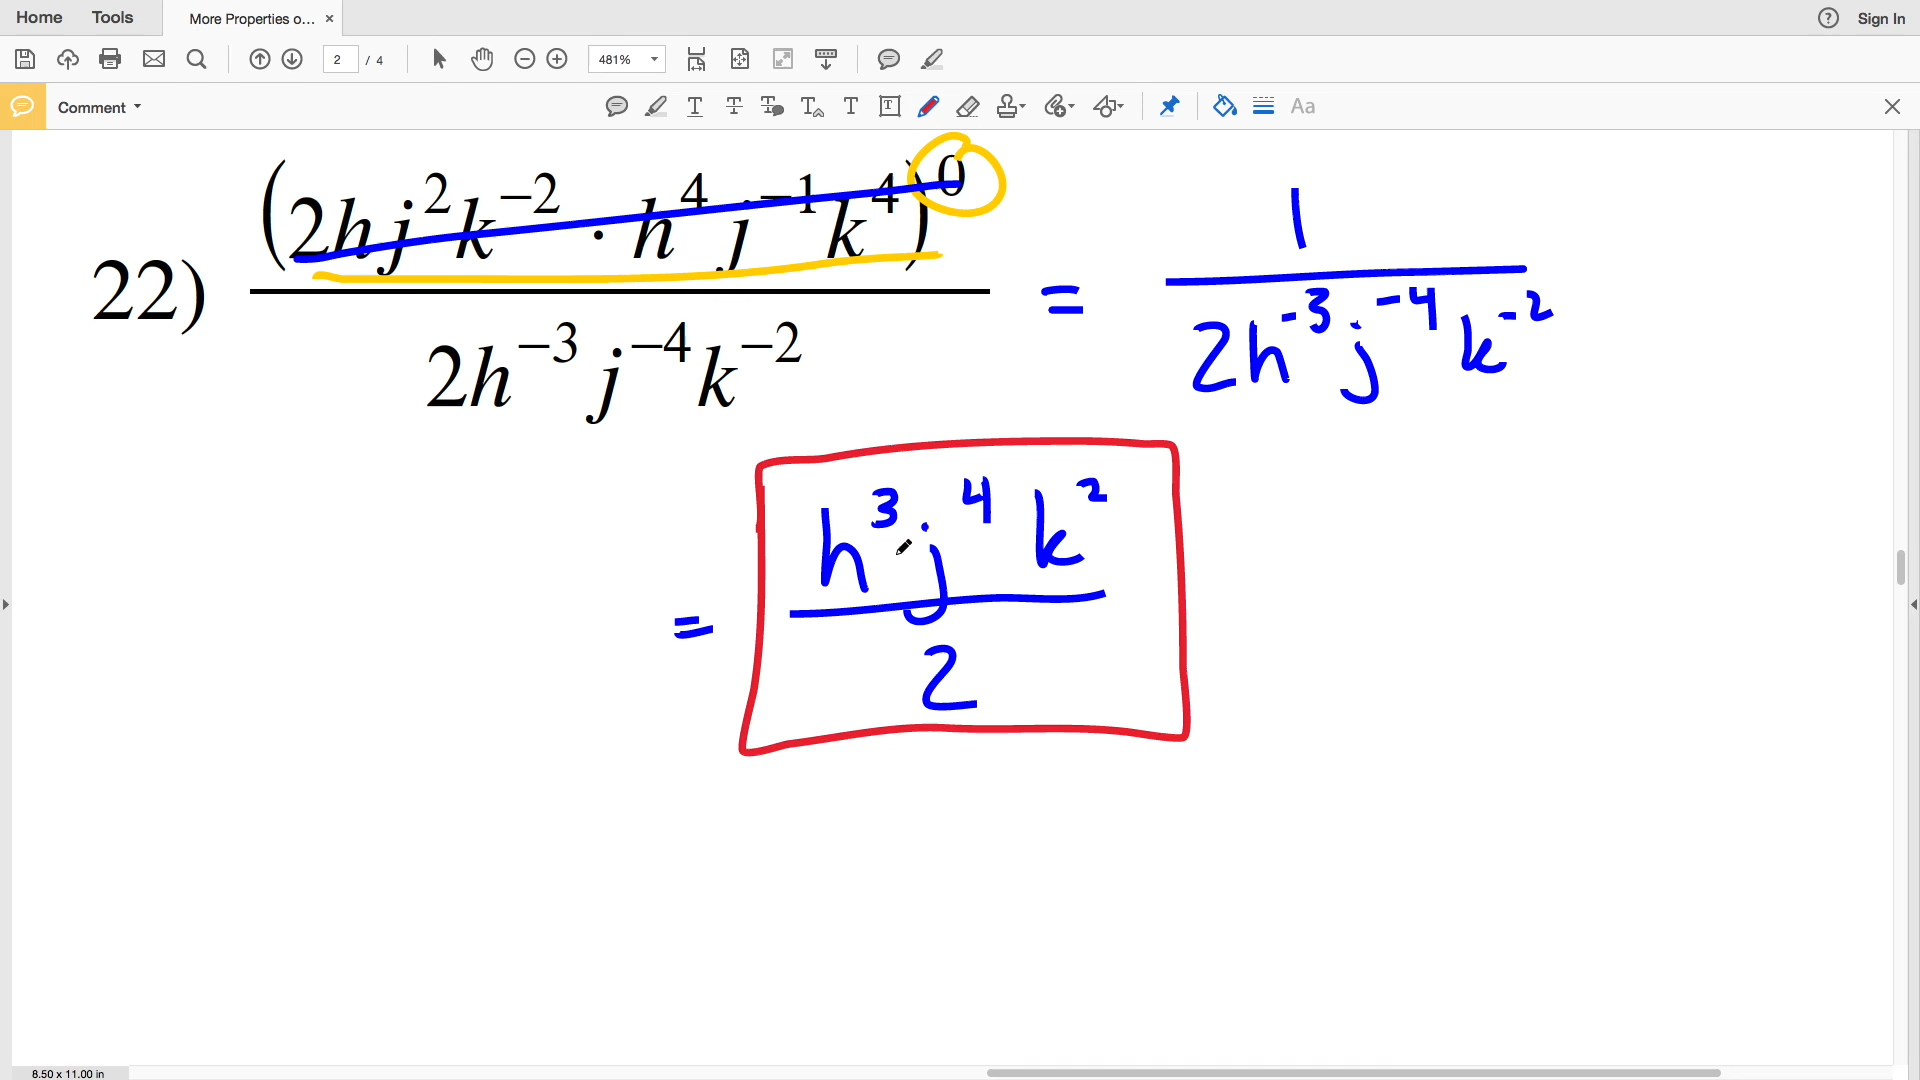 Home Tools More Properties o... × ? Sign In
2 / 4 481%
Comment Aa
22) (2hj²k⁻² · h⁴j⁻¹k⁴)⁰ / 2h⁻³j⁻⁴k⁻² = 1 / 2h⁻³j⁻⁴k⁻²
= h³j⁴k² / 2
8.50 x 11.00 in